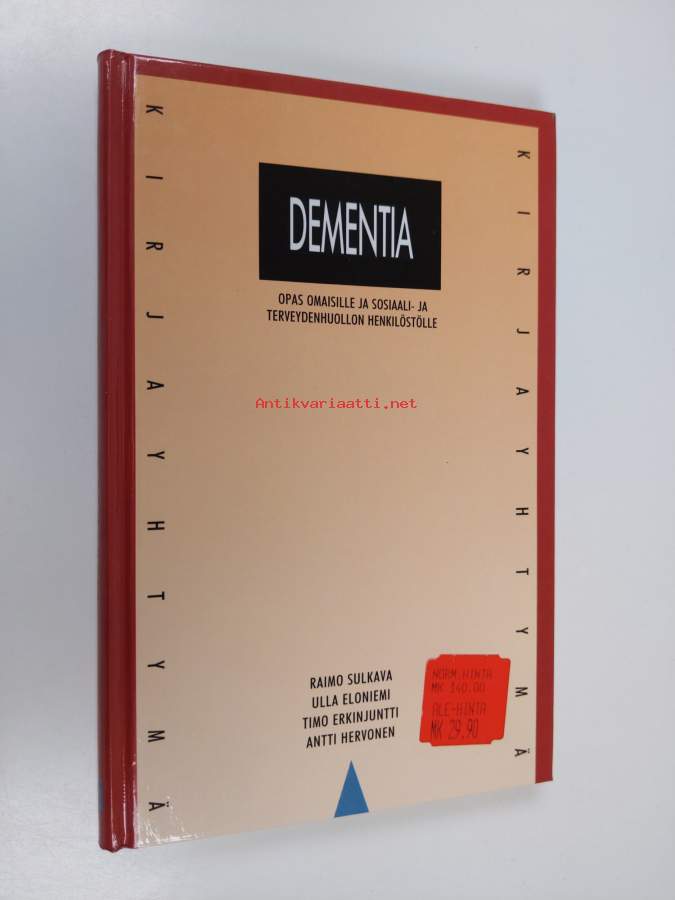 DEMENTIA
OPAS OMAISILLE JA SOSIAALI- JA
TERVEYDENHUOLLON HENKILÖSTÖLLE
Antikvariaatti.net
KIRJAYHTYMÄ
KIRJAYHTYMÄ
RAIMO SULKAVA
ULLA ELONIEMI
TIMO ERKINJUNTTI
ANTTI HERVONEN
NORM.HINTA
MK 140.00
ALE-HINTA
MK 29,90